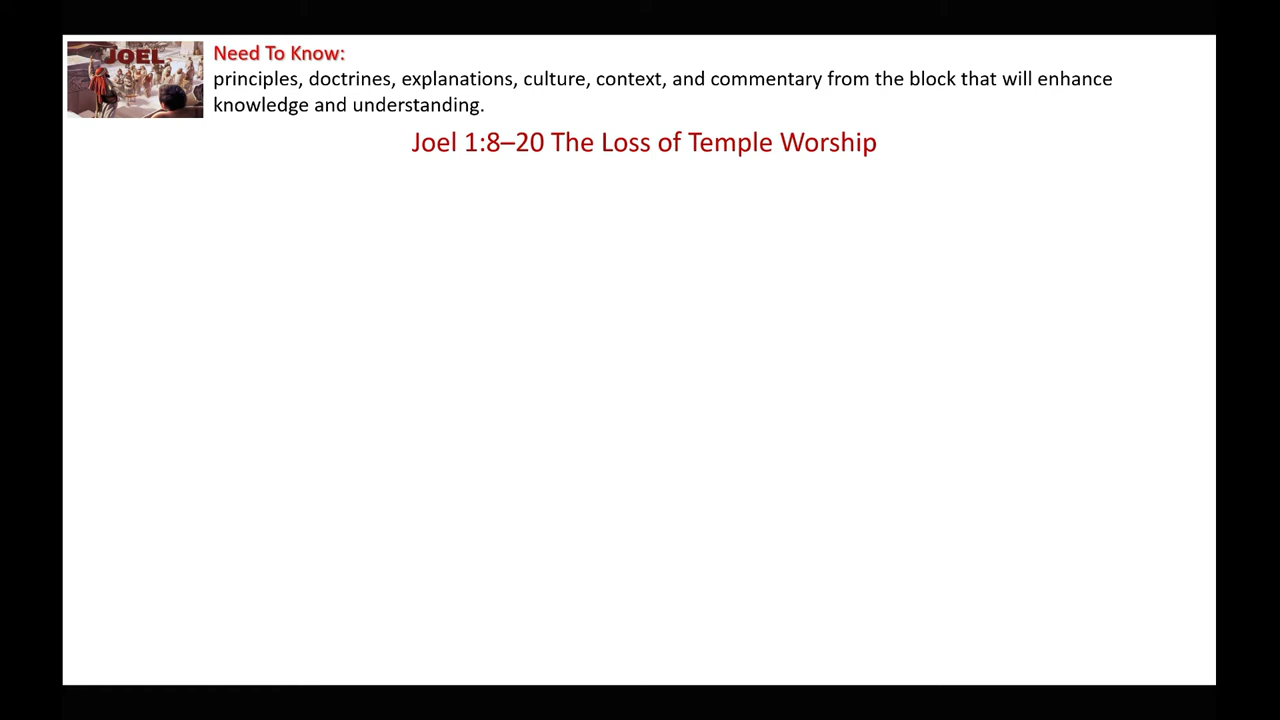 JOEL
Need To Know:
principles, doctrines, explanations, culture, context, and commentary from the block that will enhance
knowledge and understanding.
Joel 1:8–20 The Loss of Temple Worship